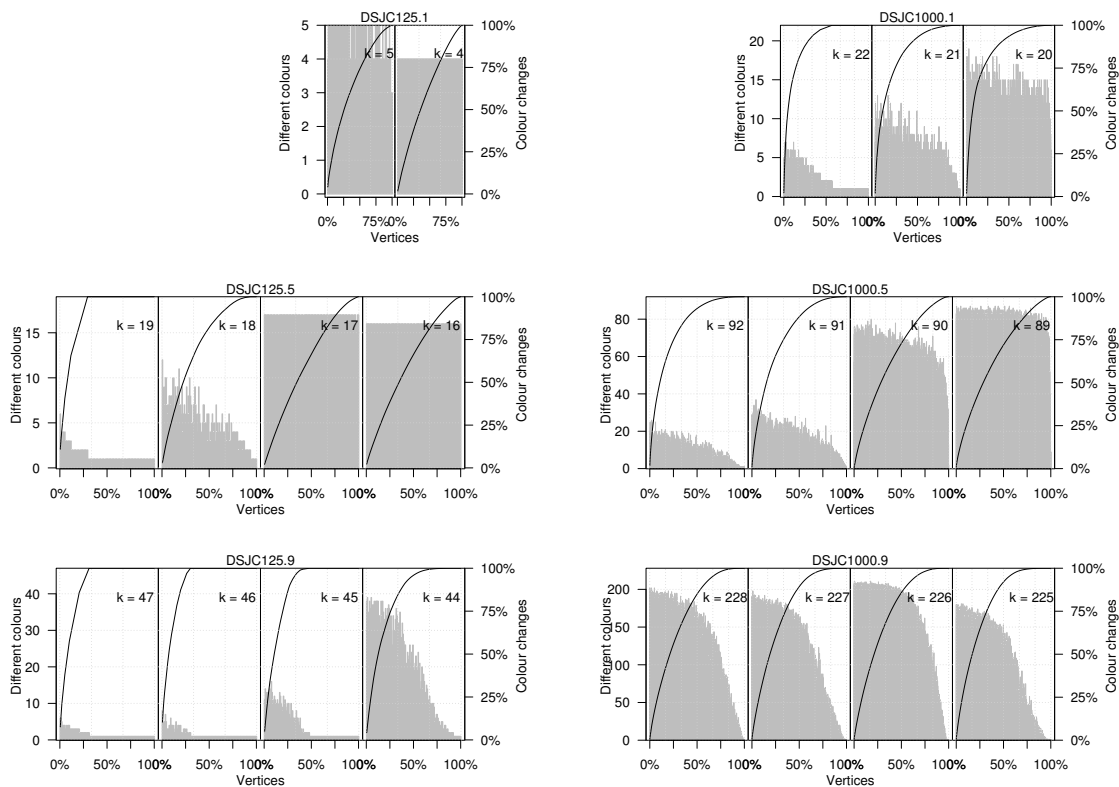 DSJC125.1
Different colours
0
1
2
3
4
5
k = 5
k = 4
0%
75%
0%
75%
Vertices
0%
25%
50%
75%
100%
Colour changes
DSJC1000.1
Different colours
0
5
10
15
20
k = 22
k = 21
k = 20
0%
50%
100%
0%
50%
100%
0%
50%
100%
Vertices
0%
25%
50%
75%
100%
Colour changes
DSJC125.5
Different colours
0
5
10
15
k = 19
k = 18
k = 17
k = 16
0%
50%
100%
0%
50%
100%
0%
50%
100%
0%
50%
100%
Vertices
0%
25%
50%
75%
100%
Colour changes
DSJC1000.5
Different colours
0
20
40
60
80
k = 92
k = 91
k = 90
k = 89
0%
50%
100%
0%
50%
100%
0%
50%
100%
0%
50%
100%
Vertices
0%
25%
50%
75%
100%
Colour changes
DSJC125.9
Different colours
0
10
20
30
40
k = 47
k = 46
k = 45
k = 44
0%
50%
100%
0%
50%
100%
0%
50%
100%
0%
50%
100%
Vertices
0%
25%
50%
75%
100%
Colour changes
DSJC1000.9
Different colours
0
50
100
150
200
k = 228
k = 227
k = 226
k = 225
0%
50%
100%
0%
50%
100%
0%
50%
100%
0%
50%
100%
Vertices
0%
25%
50%
75%
100%
Colour changes